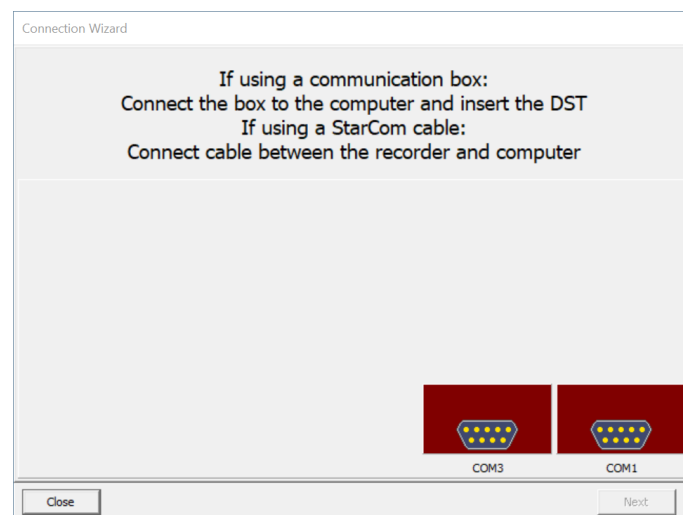 Connection Wizard
If using a communication box:
Connect the box to the computer and insert the DST
If using a StarCom cable:
Connect cable between the recorder and computer
COM3 COM1
Close Next